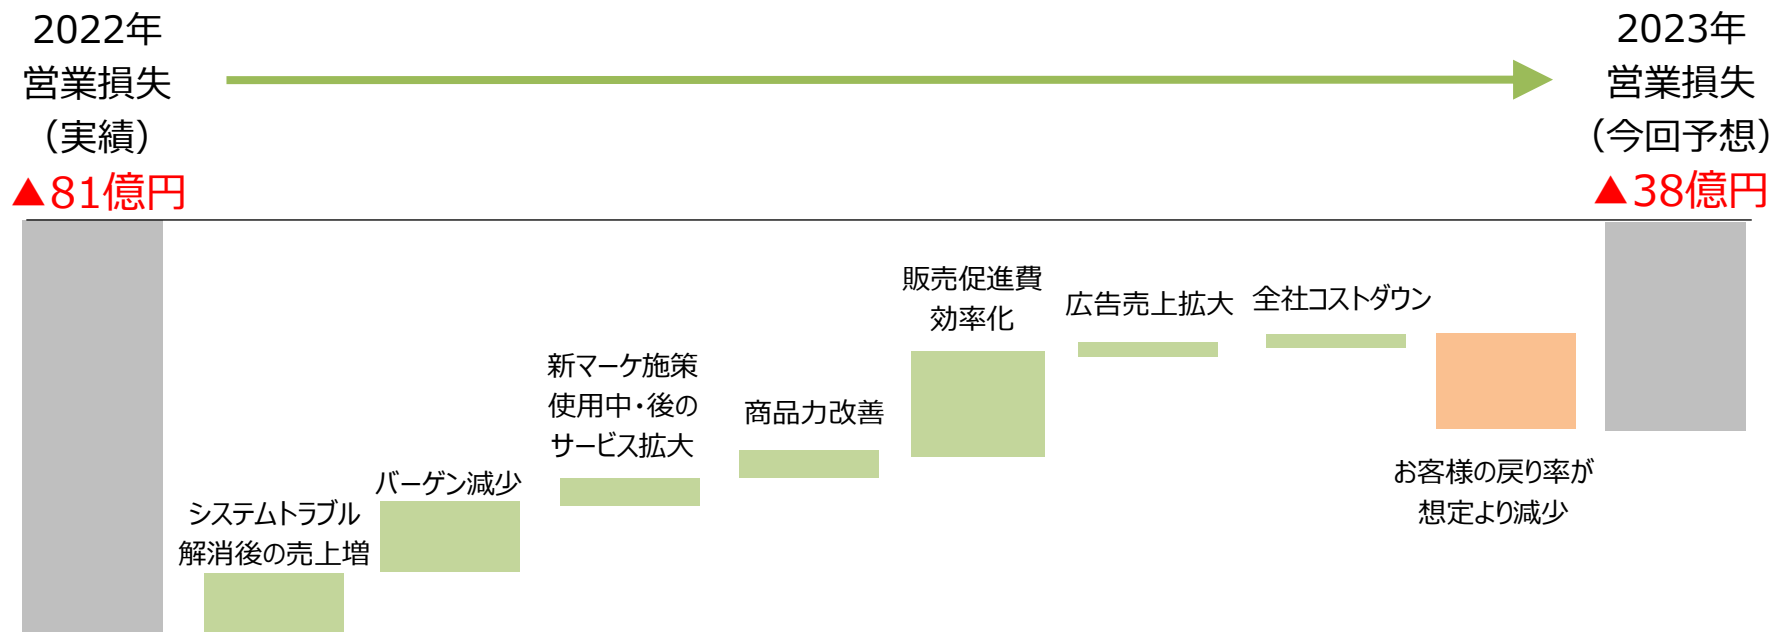 2022年
営業損失
（実績）
▲81億円
2023年
営業損失
（今回予想）
▲38億円
システムトラブル
解消後の売上増
バーゲン減少
新マーケ施策
使用中・後の
サービス拡大
商品力改善
販売促進費
効率化
広告売上拡大
全社コストダウン
お客様の戻り率が
想定より減少